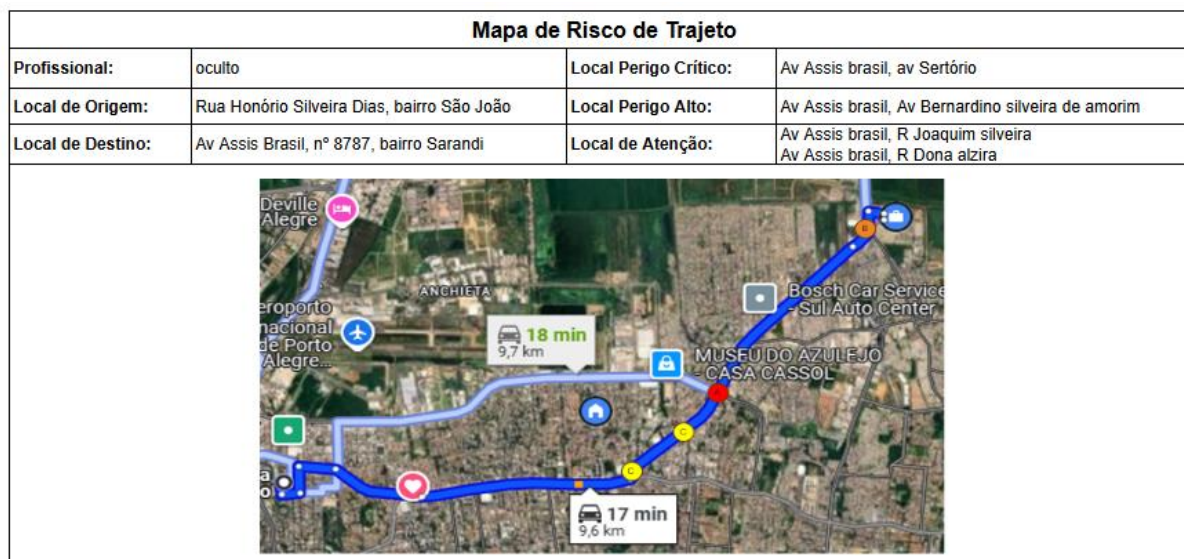 Mapa de Risco de Trajeto
Profissional: oculto Local Perigo Crítico: Av Assis brasil, av Sertório
Local de Origem: Rua Honório Silveira Dias, bairro São João Local Perigo Alto: Av Assis brasil, Av Bernardino silveira de amorim
Local de Destino: Av Assis Brasil, nº 8787, bairro Sarandi Local de Atenção: Av Assis brasil, R Joaquim silveira
Av Assis brasil, R Dona alzira
Deville
Alegre
ANCHIETA
eroporto
nacional
de Porto
Alegre...
18 min
9,7 km
Bosch Car Service
- Sul Auto Center
MUSEU DO AZULEJO
- CASA CASSOL
C
C
17 min
9,6 km